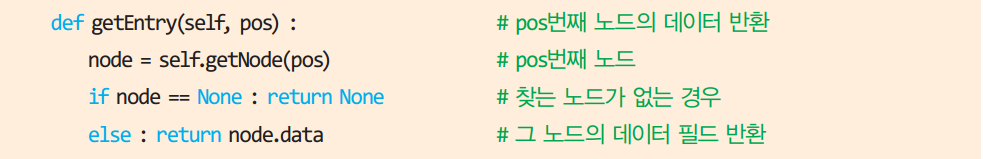 def getEntry(self, pos) : # pos번째 노드의 데이터 반환
node = self.getNode(pos) # pos번째 노드
if node == None : return None # 찾는 노드가 없는 경우
else : return node.data # 그 노드의 데이터 필드 반환